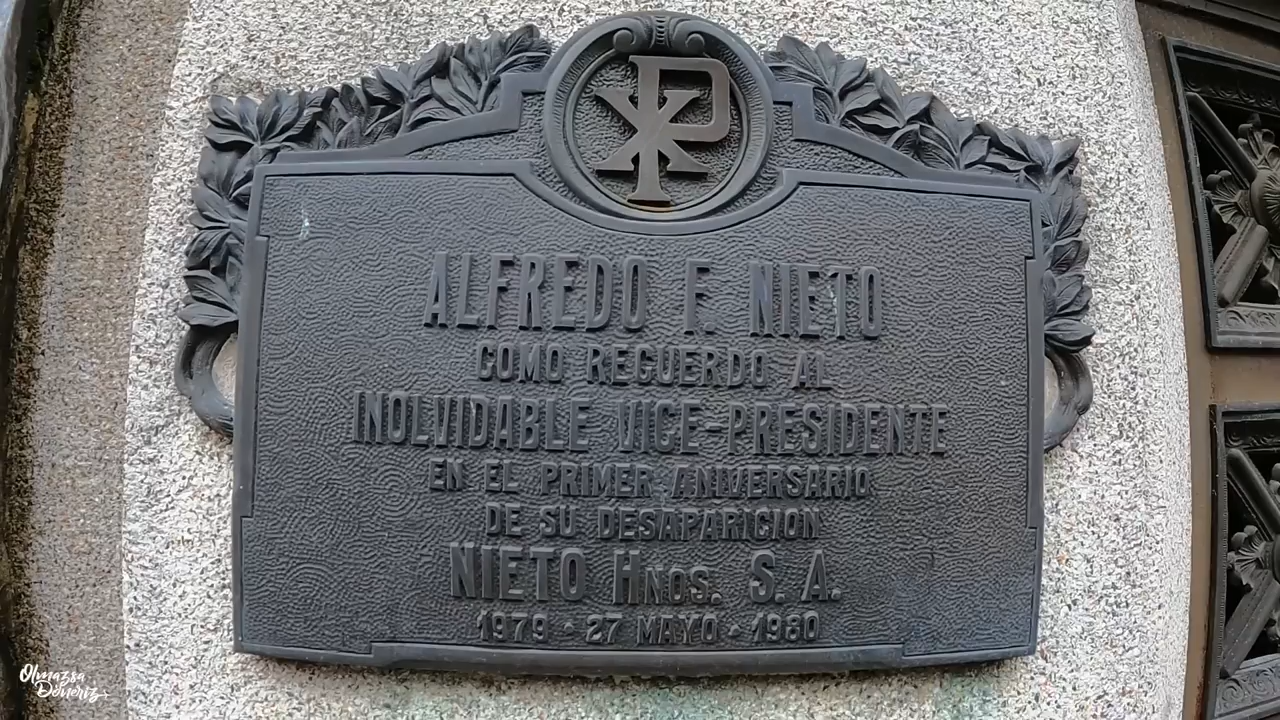 ALFREDO F. NIETO
COMO RECUERDO AL
INOLVIDABLE VICE-PRESIDENTE
EN EL PRIMER ANIVERSARIO
DE SU DESAPARICION
NIETO HNOS. S. A.
1979 - 27 MAYO - 1980